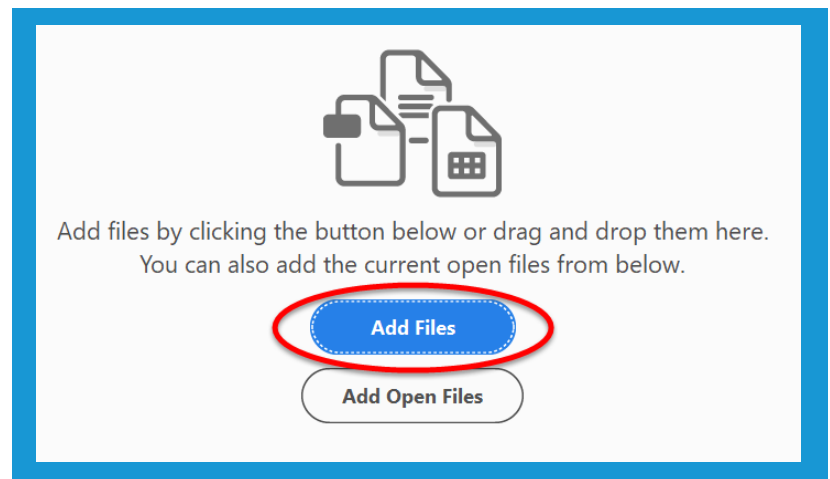 Add files by clicking the button below or drag and drop them here.
You can also add the current open files from below.
Add Files
Add Open Files